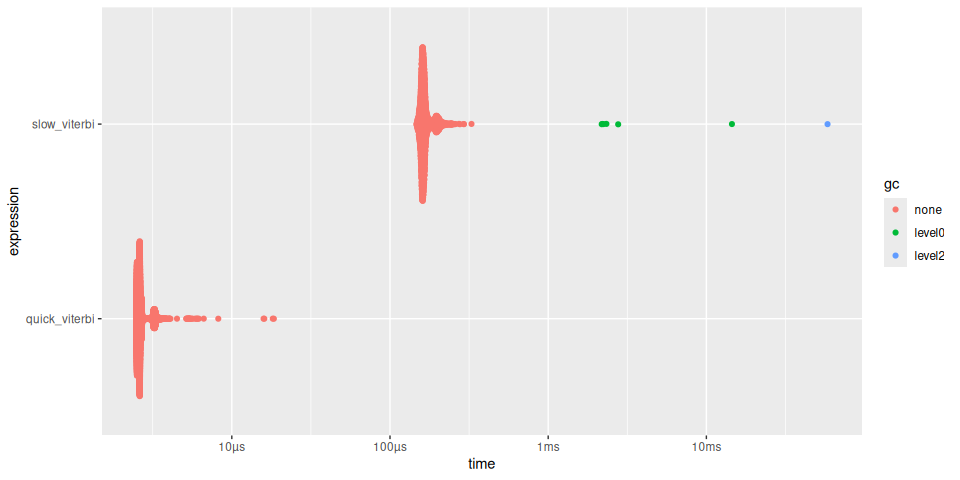 slow_viterbi
quick_viterbi
expression
10µs
100µs
1ms
10ms
time
gc
none
level0
level2